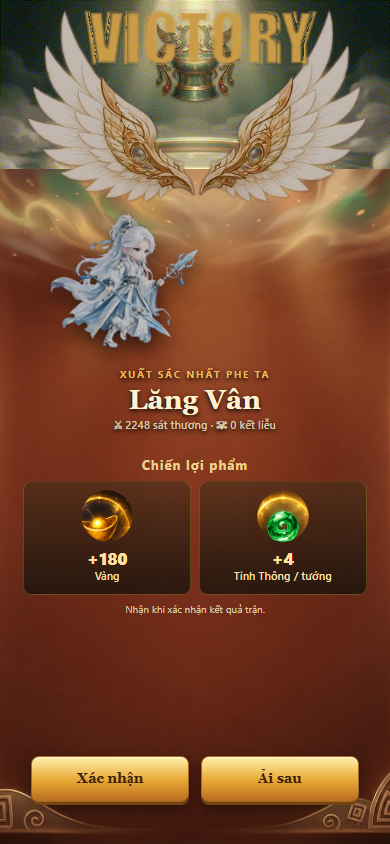 VICTORY
XUẤT SẮC NHẤT PHE TA
Lăng Vân
2248 sát thương · 0 kết liễu
Chiến lợi phẩm
+180
Vàng
+4
Tinh Thông / tướng
Nhận khi xác nhận kết quả trận.
Xác nhận
Ải sau